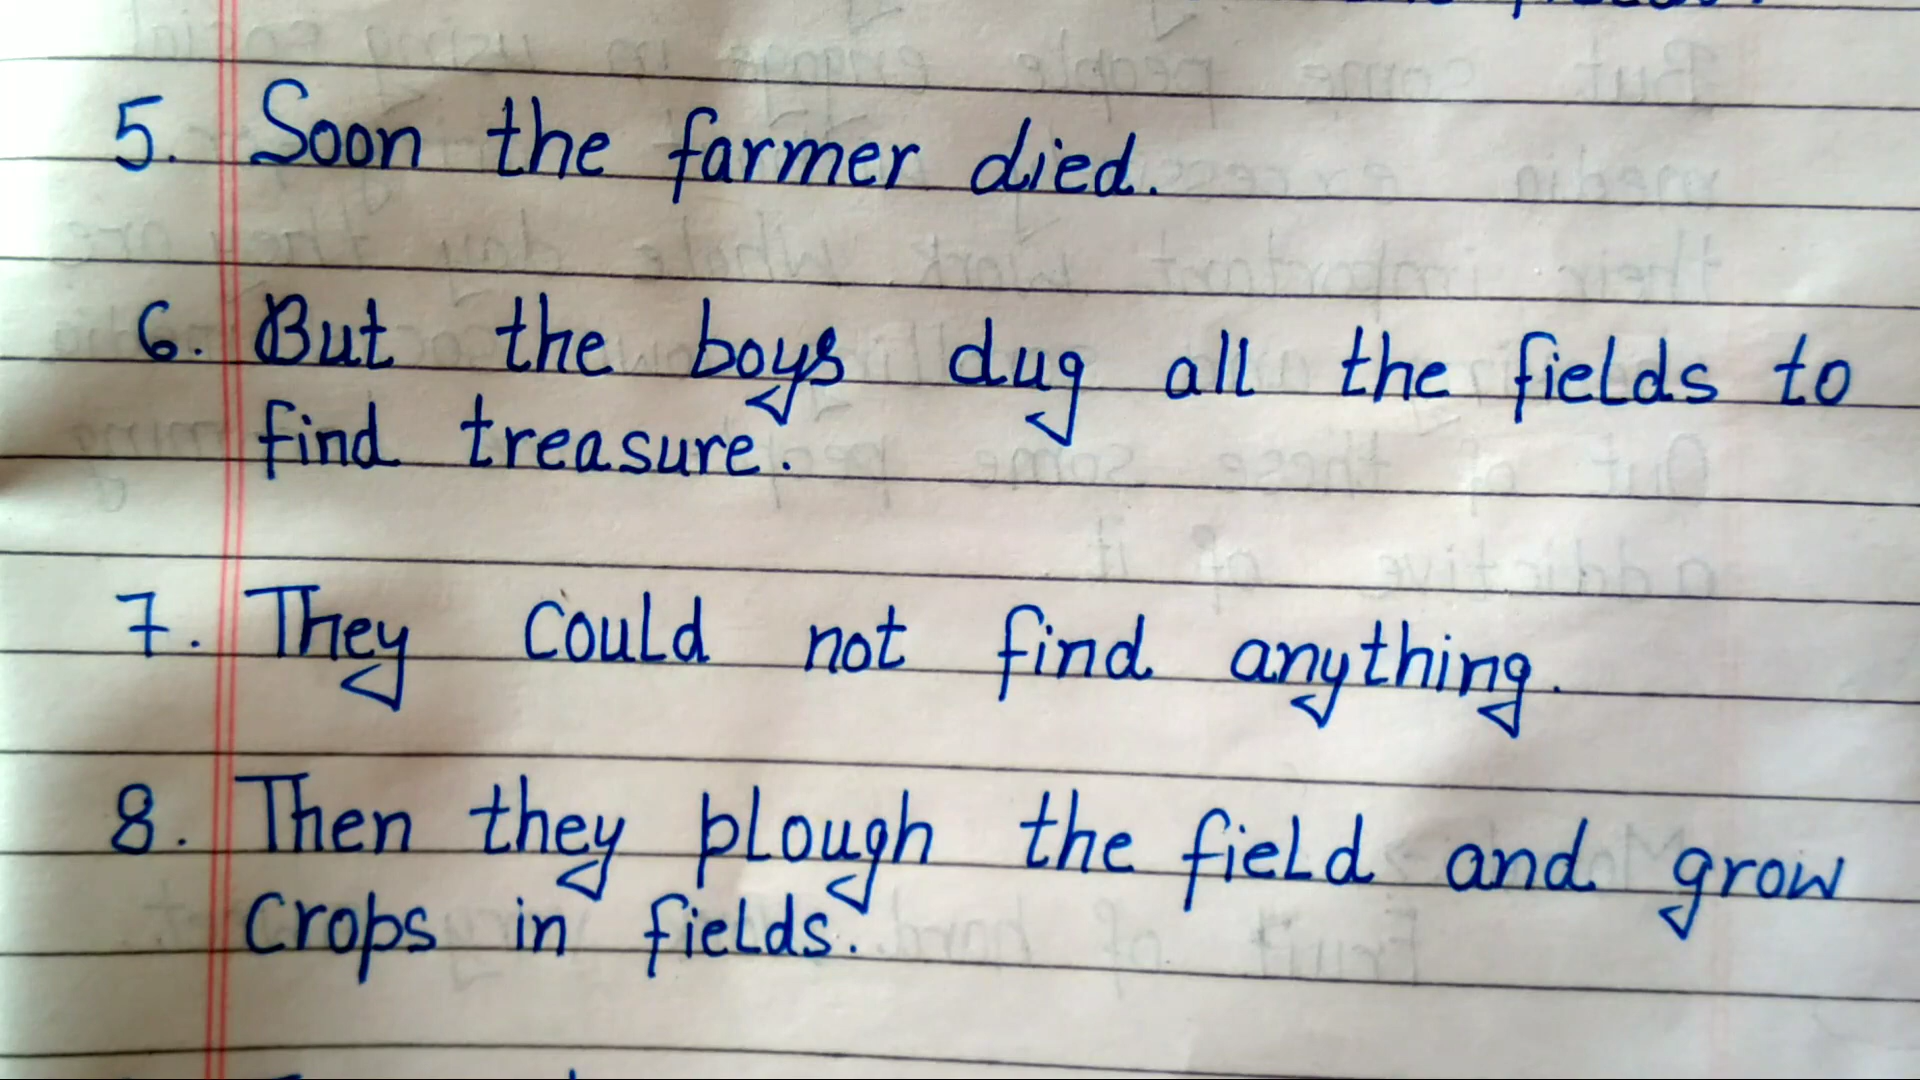 5. Soon the farmer died.
6. But the boys dug all the fields to
find treasure.
7. They could not find anything.
8. Then they plough the field and grow
crops in fields.